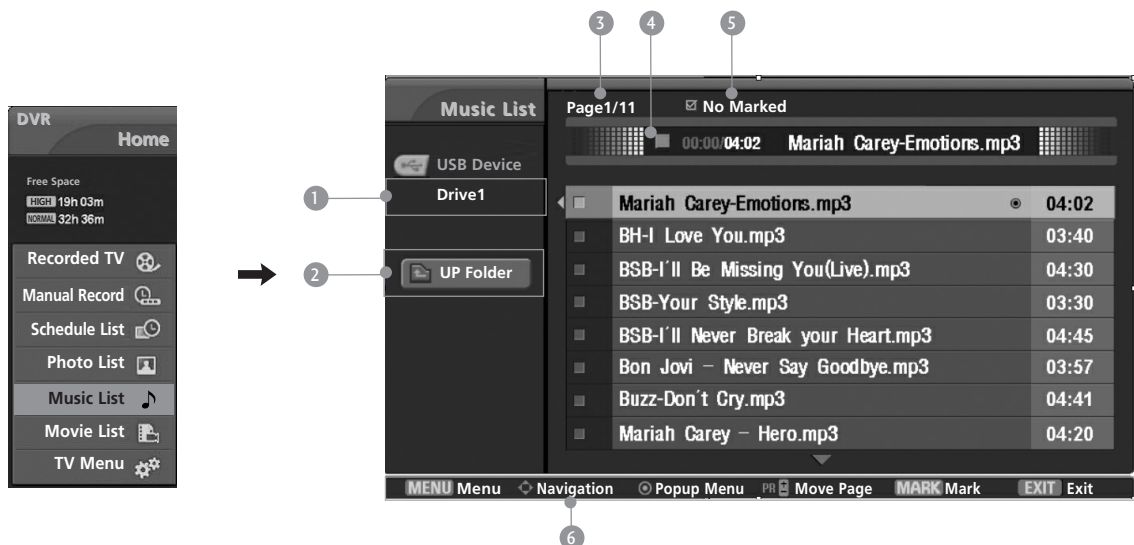 3 4 5
DVR
Home
Free Space
HIGH 19h 03m
NORMAL 32h 36m
Recorded TV
Manual Record
Schedule List
Photo List
Music List
Movie List
TV Menu
Music List
USB Device
1 Drive1
2 UP Folder
Page1/11 No Marked
00:00/04:02 Mariah Carey-Emotions.mp3
Mariah Carey-Emotions.mp3 04:02
BH-I Love You.mp3 03:40
BSB-I´ll Be Missing You(Live).mp3 04:30
BSB-Your Style.mp3 03:30
BSB-I´ll Never Break your Heart.mp3 04:45
Bon Jovi – Never Say Goodbye.mp3 03:57
Buzz-Don´t Cry.mp3 04:41
Mariah Carey – Hero.mp3 04:20
MENU Menu Navigation Popup Menu PR Move Page MARK Mark EXIT Exit
6